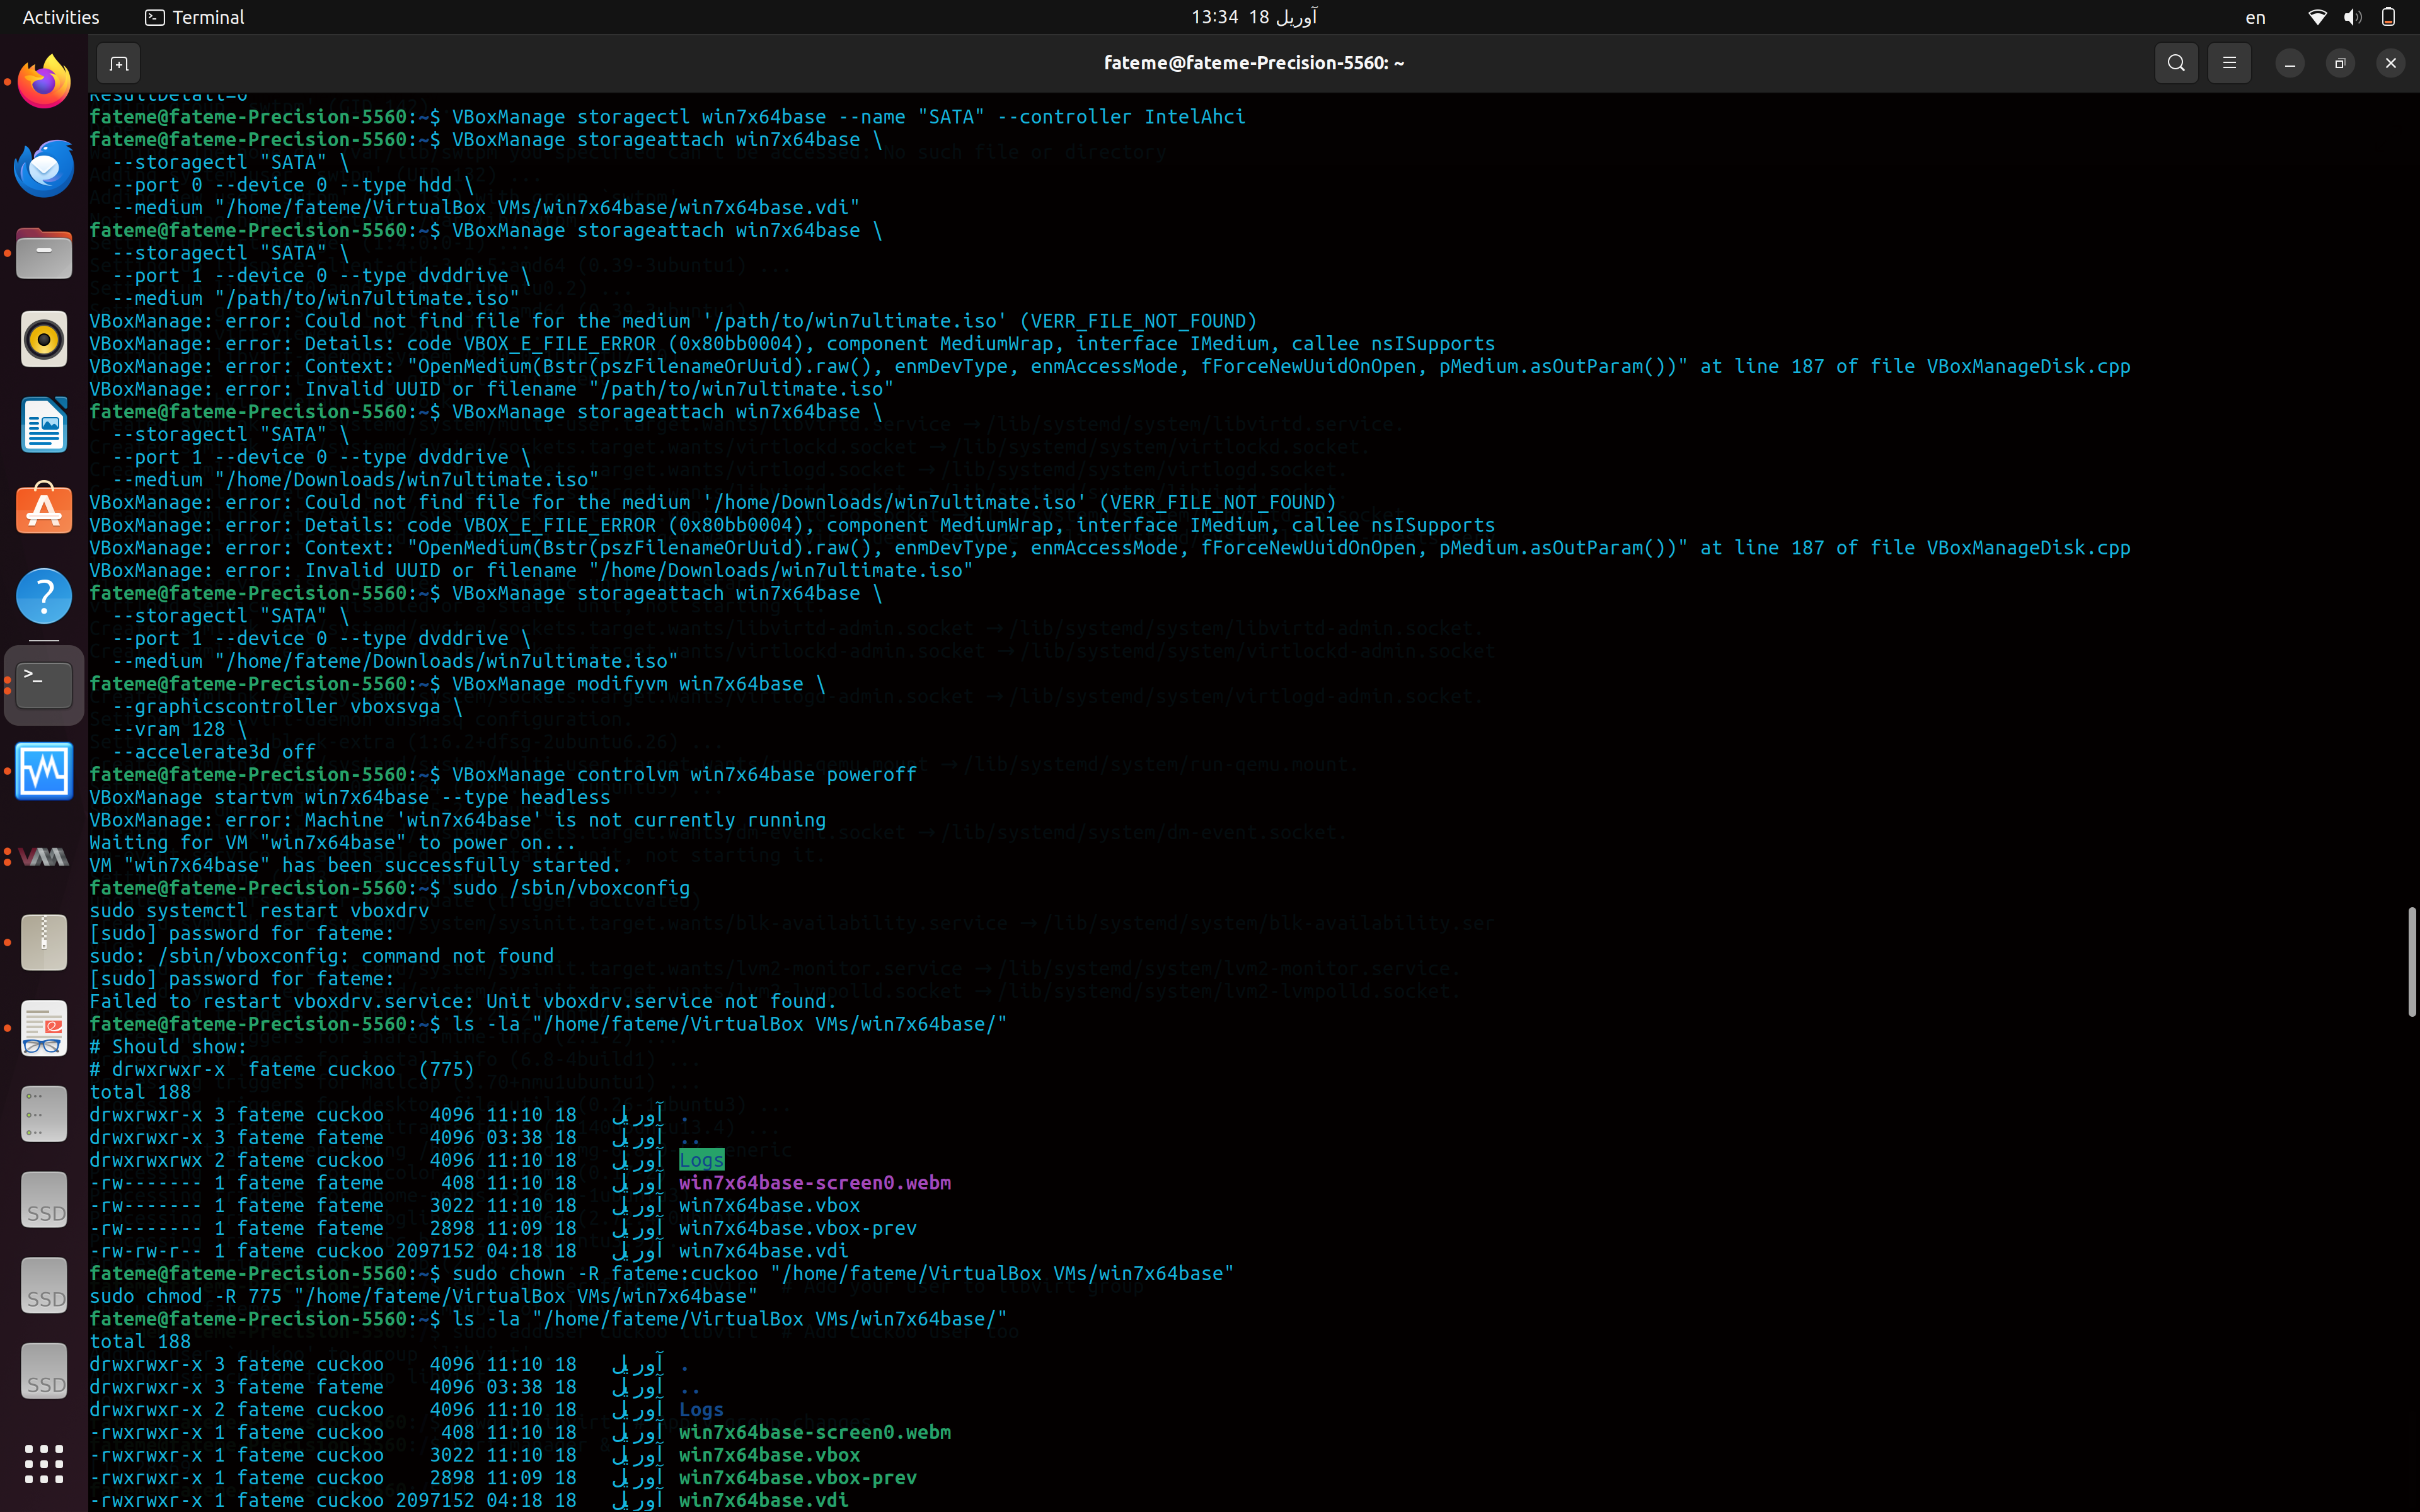 Activities
Terminal
13:34 18 آوریل
en
fateme@fateme-Precision-5560: ~
ResultDetail=0
fateme@fateme-Precision-5560:~$ VBoxManage storagectl win7x64base --name "SATA" --controller IntelAhci
fateme@fateme-Precision-5560:~$ VBoxManage storageattach win7x64base \
--storagectl "SATA" \
--port 0 --device 0 --type hdd \
--medium "/home/fateme/VirtualBox VMs/win7x64base/win7x64base.vdi"
fateme@fateme-Precision-5560:~$ VBoxManage storageattach win7x64base \
--storagectl "SATA" \
--port 1 --device 0 --type dvddrive \
--medium "/path/to/win7ultimate.iso"
VBoxManage: error: Could not find file for the medium '/path/to/win7ultimate.iso' (VERR_FILE_NOT_FOUND)
VBoxManage: error: Details: code VBOX_E_FILE_ERROR (0x80bb0004), component MediumWrap, interface IMedium, callee nsISupports
VBoxManage: error: Context: "OpenMedium(Bstr(pszFilenameOrUuid).raw(), enmDevType, enmAccessMode, fForceNewUuidOnOpen, pMedium.asOutParam())" at line 187 of file VBoxManageDisk.cpp
VBoxManage: error: Invalid UUID or filename "/path/to/win7ultimate.iso"
fateme@fateme-Precision-5560:~$ VBoxManage storageattach win7x64base \
--storagectl "SATA" \
--port 1 --device 0 --type dvddrive \
--medium "/home/Downloads/win7ultimate.iso"
VBoxManage: error: Could not find file for the medium '/home/Downloads/win7ultimate.iso' (VERR_FILE_NOT_FOUND)
VBoxManage: error: Details: code VBOX_E_FILE_ERROR (0x80bb0004), component MediumWrap, interface IMedium, callee nsISupports
VBoxManage: error: Context: "OpenMedium(Bstr(pszFilenameOrUuid).raw(), enmDevType, enmAccessMode, fForceNewUuidOnOpen, pMedium.asOutParam())" at line 187 of file VBoxManageDisk.cpp
VBoxManage: error: Invalid UUID or filename "/home/Downloads/win7ultimate.iso"
fateme@fateme-Precision-5560:~$ VBoxManage storageattach win7x64base \
--storagectl "SATA" \
--port 1 --device 0 --type dvddrive \
--medium "/home/fateme/Downloads/win7ultimate.iso"
fateme@fateme-Precision-5560:~$ VBoxManage modifyvm win7x64base \
--graphicscontroller vboxsvga \
--vram 128 \
--accelerate3d off
fateme@fateme-Precision-5560:~$ VBoxManage controlvm win7x64base poweroff
VBoxManage startvm win7x64base --type headless
VBoxManage: error: Machine 'win7x64base' is not currently running
Waiting for VM "win7x64base" to power on...
VM "win7x64base" has been successfully started.
fateme@fateme-Precision-5560:~$ sudo /sbin/vboxconfig
sudo systemctl restart vboxdrv
[sudo] password for fateme:
sudo: /sbin/vboxconfig: command not found
[sudo] password for fateme:
Failed to restart vboxdrv.service: Unit vboxdrv.service not found.
fateme@fateme-Precision-5560:~$ ls -la "/home/fateme/VirtualBox VMs/win7x64base/"
# Should show:
# drwxrwxr-x  fateme cuckoo  (775)
total 188
drwxrwxr-x 3 fateme cuckoo    4096 11:10 18   آوریل .
drwxrwxr-x 3 fateme fateme    4096 03:38 18   آوریل ..
drwxrwxrwx 2 fateme cuckoo    4096 11:10 18   آوریل Logs
-rw------- 1 fateme fateme     408 11:10 18   آوریل win7x64base-screen0.webm
-rw------- 1 fateme fateme    3022 11:10 18   آوریل win7x64base.vbox
-rw------- 1 fateme fateme    2898 11:09 18   آوریل win7x64base.vbox-prev
-rw-rw-r-- 1 fateme cuckoo 2097152 04:18 18   آوریل win7x64base.vdi
fateme@fateme-Precision-5560:~$ sudo chown -R fateme:cuckoo "/home/fateme/VirtualBox VMs/win7x64base"
sudo chmod -R 775 "/home/fateme/VirtualBox VMs/win7x64base"
fateme@fateme-Precision-5560:~$ ls -la "/home/fateme/VirtualBox VMs/win7x64base/"
total 188
drwxrwxr-x 3 fateme cuckoo    4096 11:10 18   آوریل .
drwxrwxr-x 3 fateme fateme    4096 03:38 18   آوریل ..
drwxrwxr-x 2 fateme cuckoo    4096 11:10 18   آوریل Logs
-rwxrwxr-x 1 fateme cuckoo     408 11:10 18   آوریل win7x64base-screen0.webm
-rwxrwxr-x 1 fateme cuckoo    3022 11:10 18   آوریل win7x64base.vbox
-rwxrwxr-x 1 fateme cuckoo    2898 11:09 18   آوریل win7x64base.vbox-prev
-rwxrwxr-x 1 fateme cuckoo 2097152 04:18 18   آوریل win7x64base.vdi
SSD
SSD
SSD